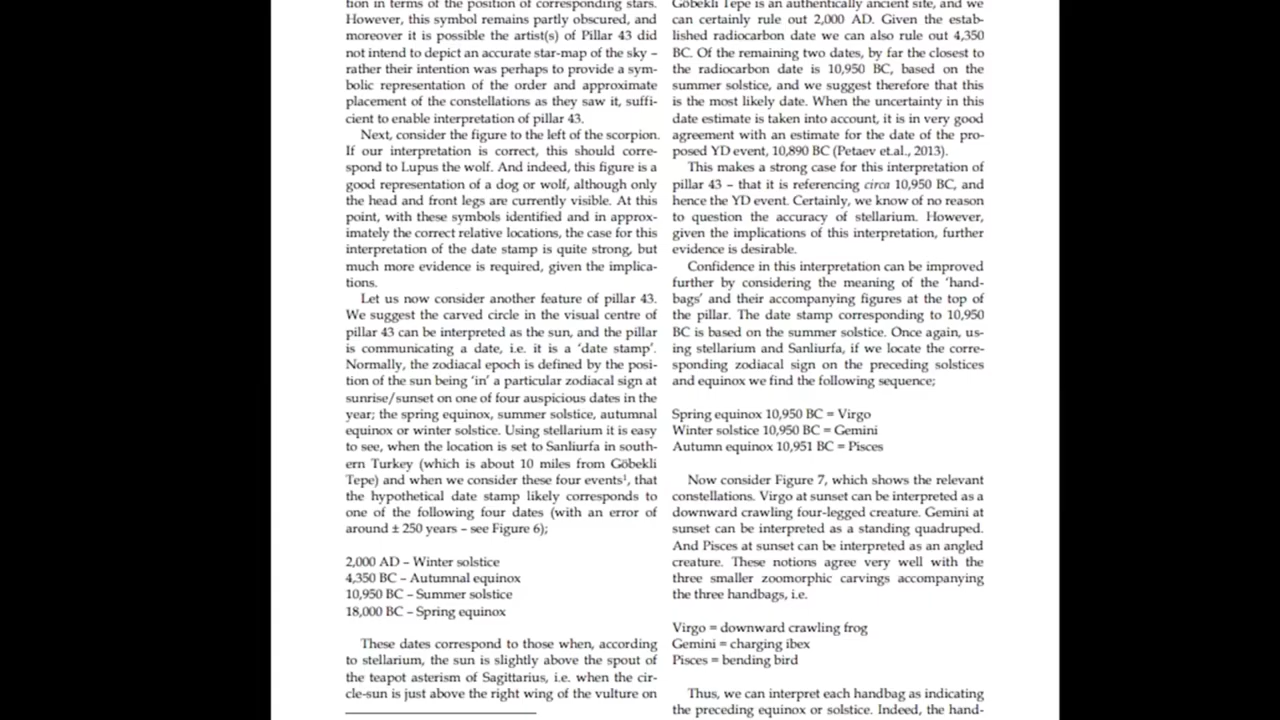 tion in terms of the position of corresponding stars.
However, this symbol remains partly obscured, and
moreover it is possible the artist(s) of Pillar 43 did
not intend to depict an accurate star-map of the sky –
rather their intention was perhaps to provide a sym-
bolic representation of the order and approximate
placement of the constellations as they saw it, suffi-
cient to enable interpretation of pillar 43.
Next, consider the figure to the left of the scorpion.
If our interpretation is correct, this should corre-
spond to Lupus the wolf. And indeed, this figure is a
good representation of a dog or wolf, although only
the head and front legs are currently visible. At this
point, with these symbols identified and in approx-
imately the correct relative locations, the case for this
interpretation of the date stamp is quite strong, but
much more evidence is required, given the implica-
tions.
Let us now consider another feature of pillar 43.
We suggest the carved circle in the visual centre of
pillar 43 can be interpreted as the sun, and the pillar
is communicating a date, i.e. it is a ‘date stamp’.
Normally, the zodiacal epoch is defined by the posi-
tion of the sun being ‘in’ a particular zodiacal sign at
sunrise/sunset on one of four auspicious dates in the
year; the spring equinox, summer solstice, autumnal
equinox or winter solstice. Using stellarium it is easy
to see, when the location is set to Sanliurfa in south-
ern Turkey (which is about 10 miles from Göbekli
Tepe) and when we consider these four events¹, that
the hypothetical date stamp likely corresponds to
one of the following four dates (with an error of
around ± 250 years – see Figure 6);
2,000 AD – Winter solstice
4,350 BC – Autumnal equinox
10,950 BC – Summer solstice
18,000 BC – Spring equinox
These dates correspond to those when, according
to stellarium, the sun is slightly above the spout of
the teapot asterism of Sagittarius, i.e. when the cir-
cle-sun is just above the right wing of the vulture on
Göbekli Tepe is an authentically ancient site, and we
can certainly rule out 2,000 AD. Given the estab-
lished radiocarbon date we can also rule out 4,350
BC. Of the remaining two dates, by far the closest to
the radiocarbon date is 10,950 BC, based on the
summer solstice, and we suggest therefore that this
is the most likely date. When the uncertainty in this
date estimate is taken into account, it is in very good
agreement with an estimate for the date of the pro-
posed YD event, 10,890 BC (Petaev et.al., 2013).
This makes a strong case for this interpretation of
pillar 43 – that it is referencing circa 10,950 BC, and
hence the YD event. Certainly, we know of no reason
to question the accuracy of stellarium. However,
given the implications of this interpretation, further
evidence is desirable.
Confidence in this interpretation can be improved
further by considering the meaning of the ‘hand-
bags’ and their accompanying figures at the top of
the pillar. The date stamp corresponding to 10,950
BC is based on the summer solstice. Once again, us-
ing stellarium and Sanliurfa, if we locate the corre-
sponding zodiacal sign on the preceding solstices
and equinox we find the following sequence;
Spring equinox 10,950 BC = Virgo
Winter solstice 10,950 BC = Gemini
Autumn equinox 10,951 BC = Pisces
Now consider Figure 7, which shows the relevant
constellations. Virgo at sunset can be interpreted as a
downward crawling four-legged creature. Gemini at
sunset can be interpreted as a standing quadruped.
And Pisces at sunset can be interpreted as an angled
creature. These notions agree very well with the
three smaller zoomorphic carvings accompanying
the three handbags, i.e.
Virgo = downward crawling frog
Gemini = charging ibex
Pisces = bending bird
Thus, we can interpret each handbag as indicating
the preceding equinox or solstice. Indeed, the hand-